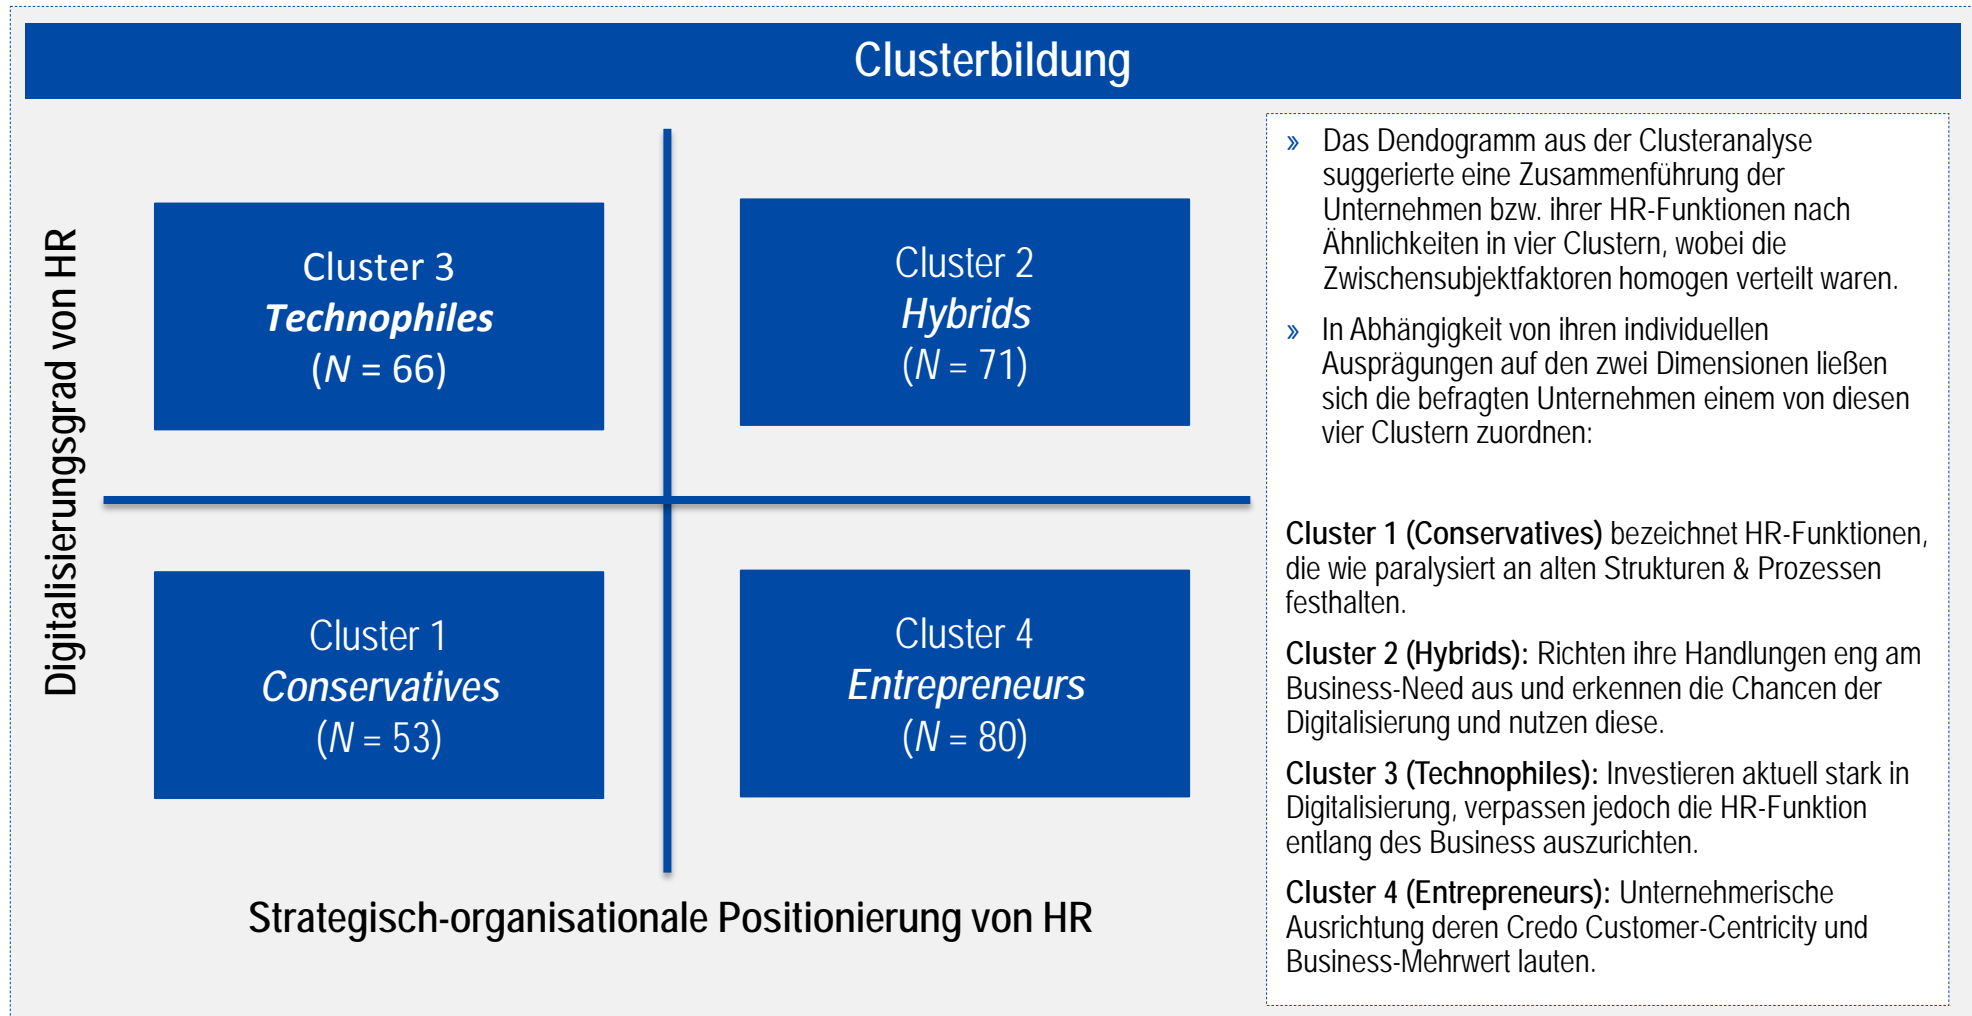 Clusterbildung
Digitalisierungsgrad von HR
Cluster 3
Technophiles
(N = 66)
Cluster 2
Hybrids
(N = 71)
Cluster 1
Conservatives
(N = 53)
Cluster 4
Entrepreneurs
(N = 80)
Strategisch-organisationale Positionierung von HR
» Das Dendogramm aus der Clusteranalyse
suggerierte eine Zusammenführung der
Unternehmen bzw. ihrer HR-Funktionen nach
Ähnlichkeiten in vier Clustern, wobei die
Zwischensubjektfaktoren homogen verteilt waren.
» In Abhängigkeit von ihren individuellen
Ausprägungen auf den zwei Dimensionen ließen
sich die befragten Unternehmen einem von diesen
vier Clustern zuordnen:
Cluster 1 (Conservatives) bezeichnet HR-Funktionen,
die wie paralysiert an alten Strukturen & Prozessen
festhalten.
Cluster 2 (Hybrids): Richten ihre Handlungen eng am
Business-Need aus und erkennen die Chancen der
Digitalisierung und nutzen diese.
Cluster 3 (Technophiles): Investieren aktuell stark in
Digitalisierung, verpassen jedoch die HR-Funktion
entlang des Business auszurichten.
Cluster 4 (Entrepreneurs): Unternehmerische
Ausrichtung deren Credo Customer-Centricity und
Business-Mehrwert lauten.